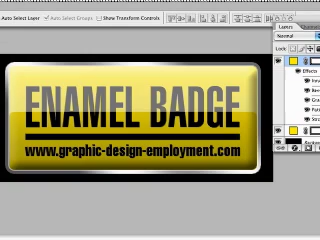 Auto Select Layer Auto Select Groups Show Transform Controls
Layers
Normal
Lock:
Effects
ENAMEL BADGE
www.graphic-design-employment.com